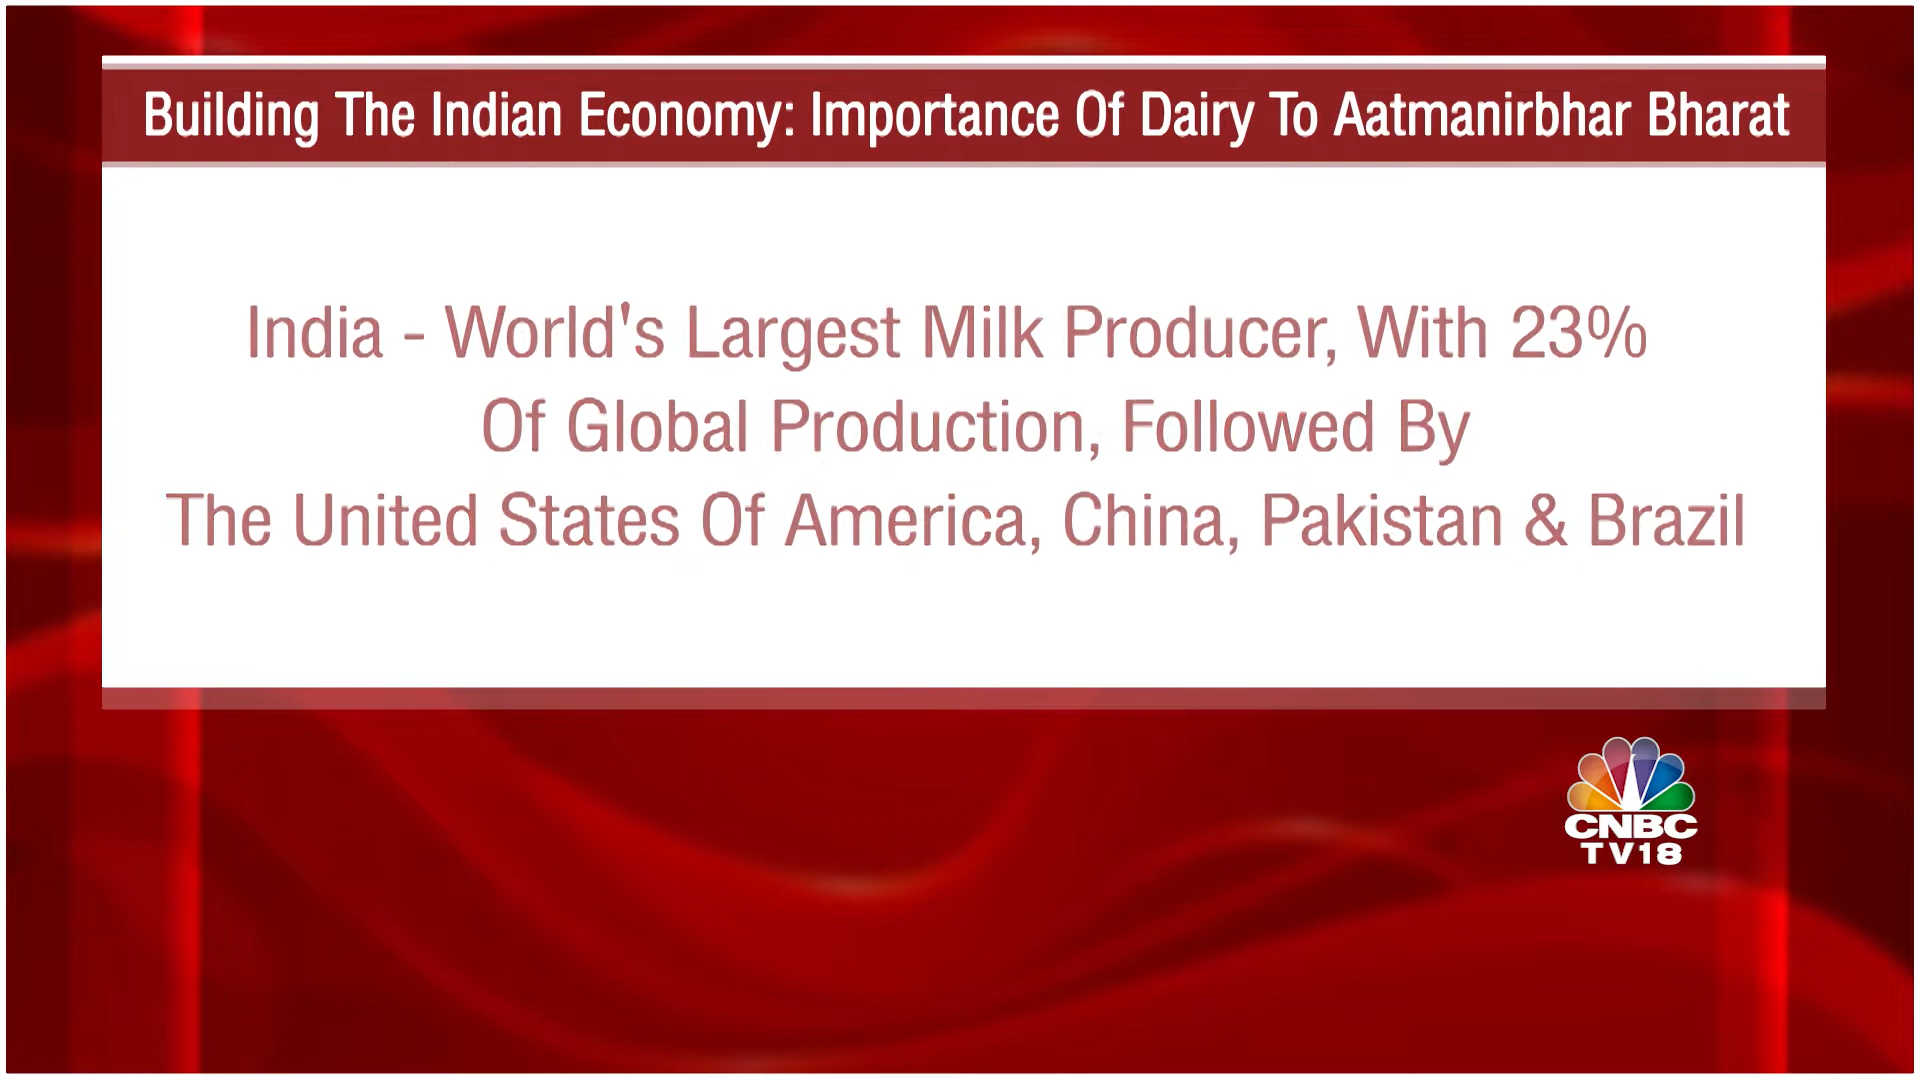 Building The Indian Economy: Importance Of Dairy To Aatmanirbhar Bharat
India - World's Largest Milk Producer, With 23%
Of Global Production, Followed By
The United States Of America, China, Pakistan & Brazil
CNBC
TV18